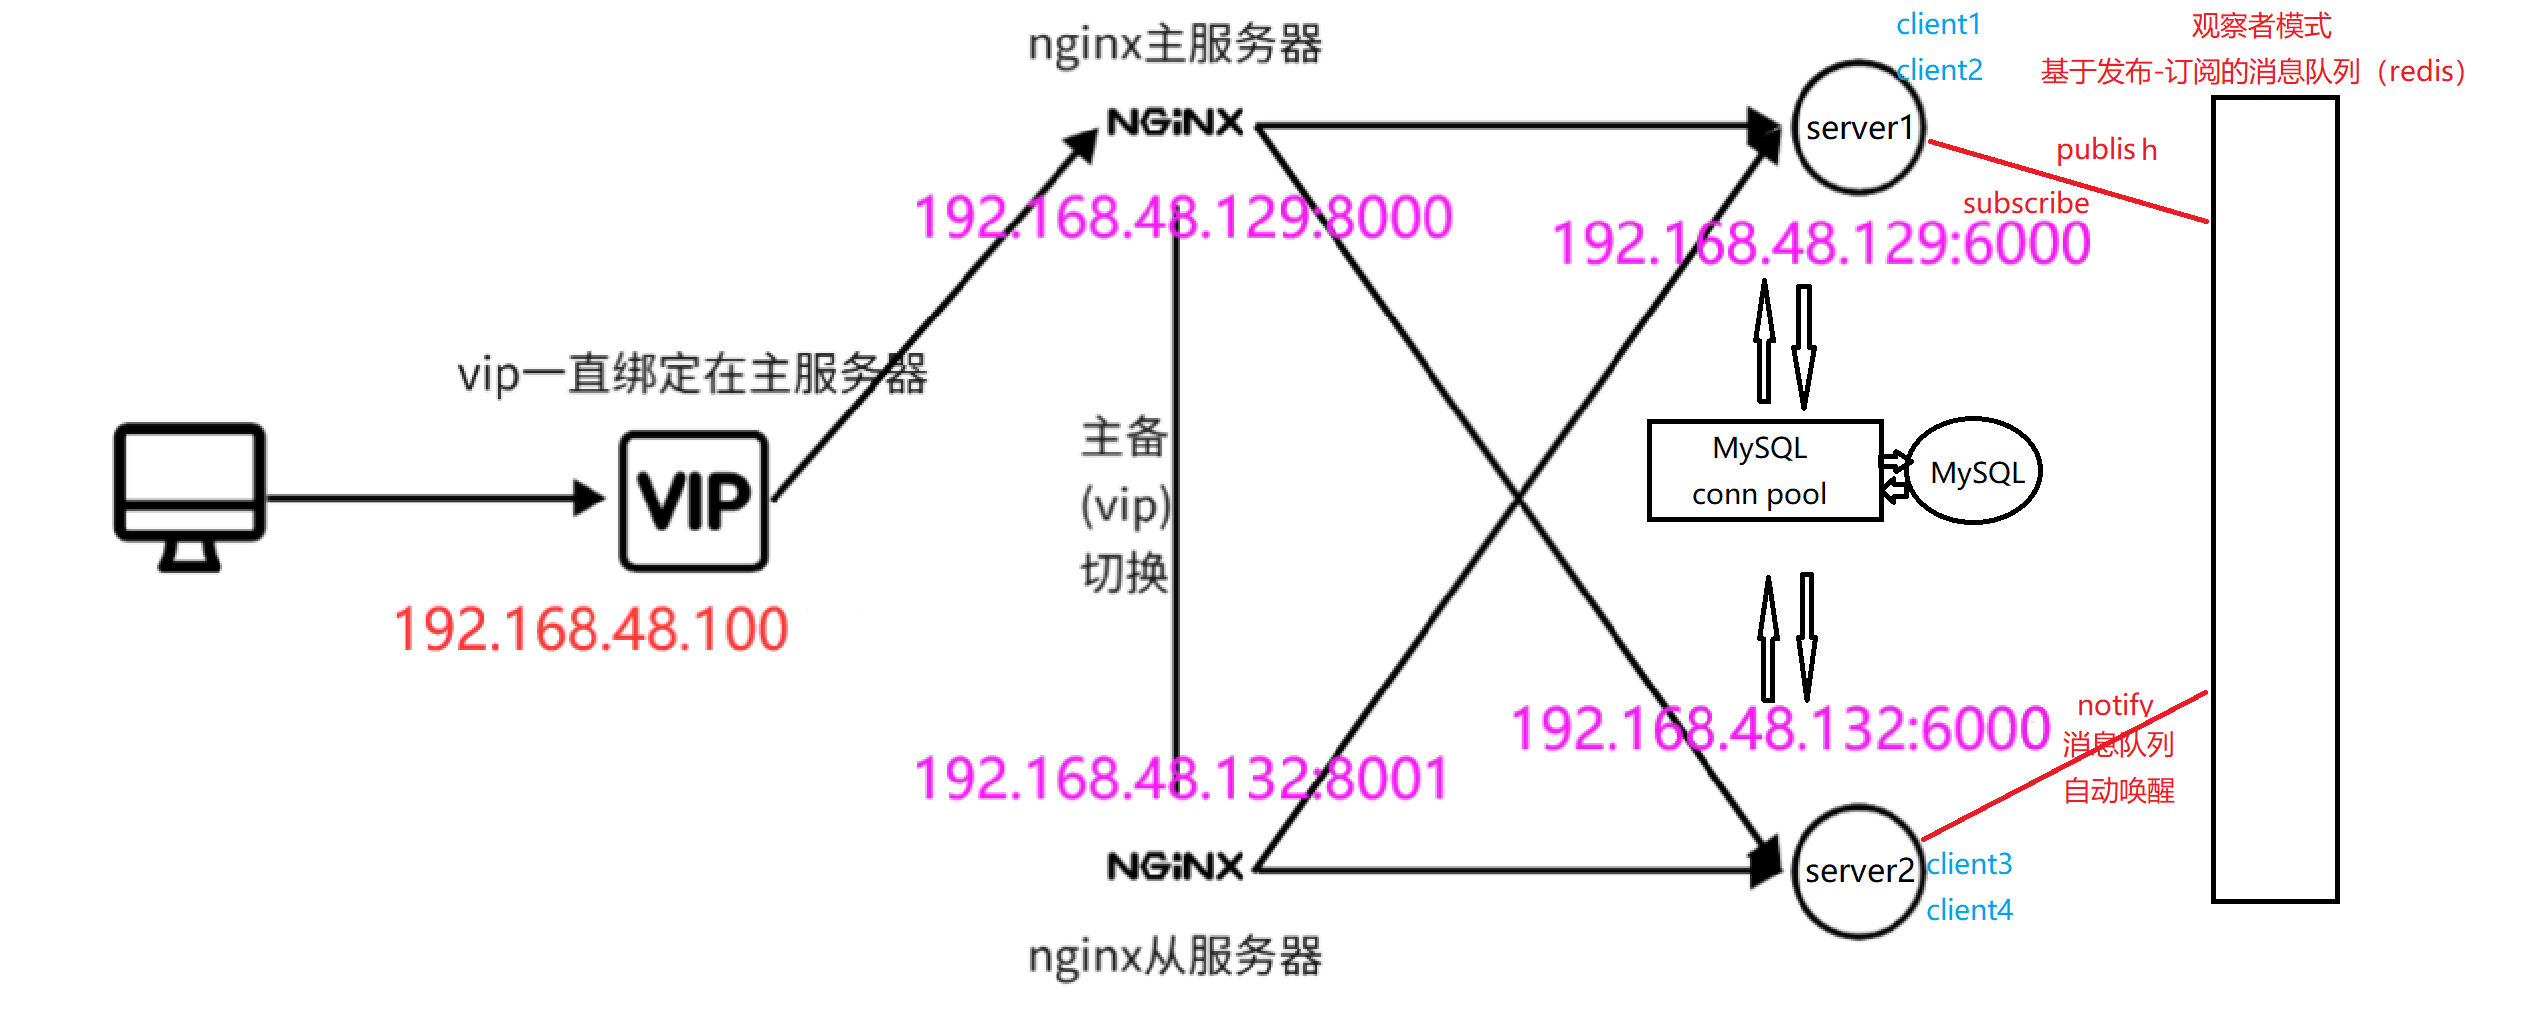 nginx主服务器
NGiNX
192.168.48.129:8000
vip一直绑定在主服务器
VIP
192.168.48.100
主备
(vip)
切换
192.168.48.132:8001
NGiNX
nginx从服务器
client1
client2
server1
192.168.48.129:6000
MySQL
conn pool
MySQL
192.168.48.132:6000
server2
client3
client4
观察者模式
基于发布-订阅的消息队列（redis）
publis h
subscribe
notify
消息队列
自动唤醒